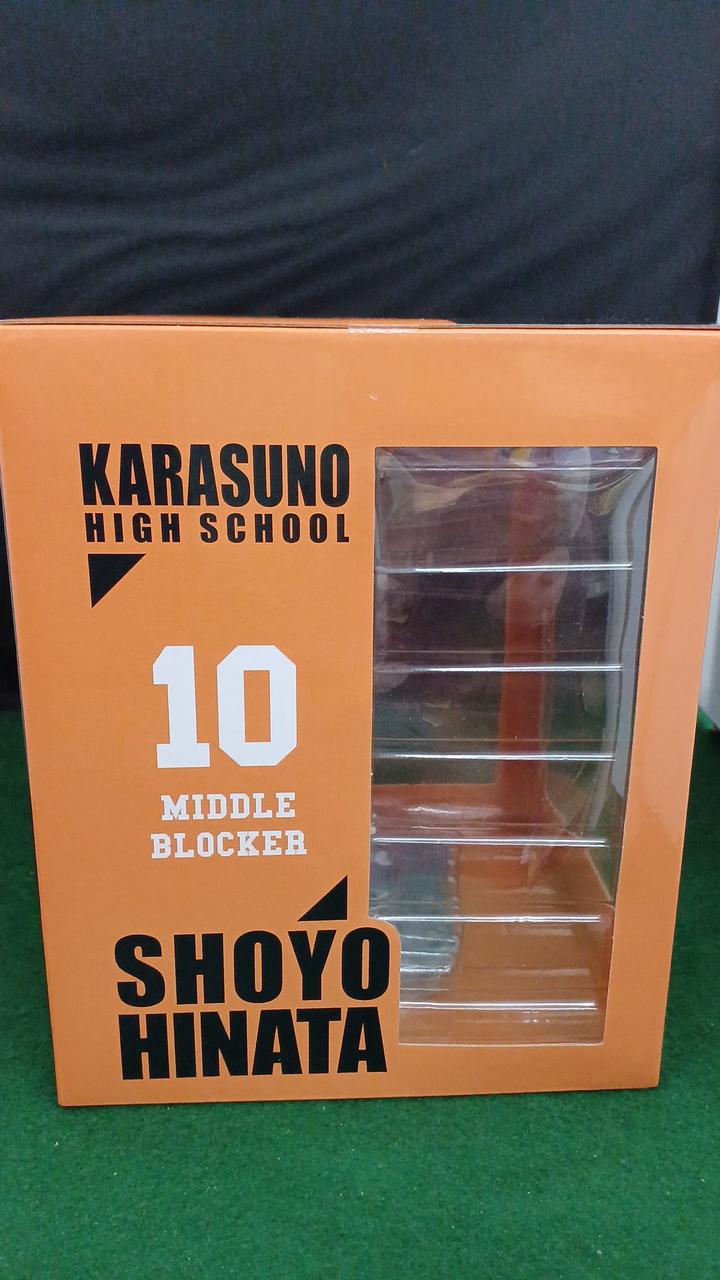 KARASUNO
HIGH SCHOOL
10
MIDDLE
BLOCKER
SHOYO
HINATA